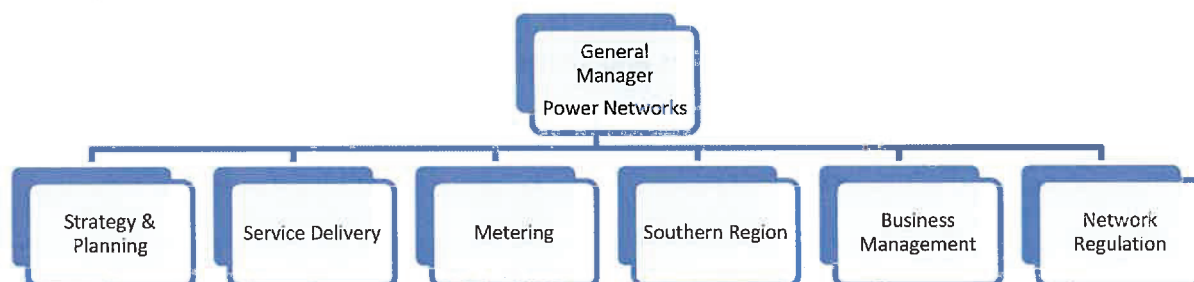 General
Manager
Power Networks
Strategy &
Planning
Service Delivery
Metering
Southern Region
Business
Management
Network
Regulation